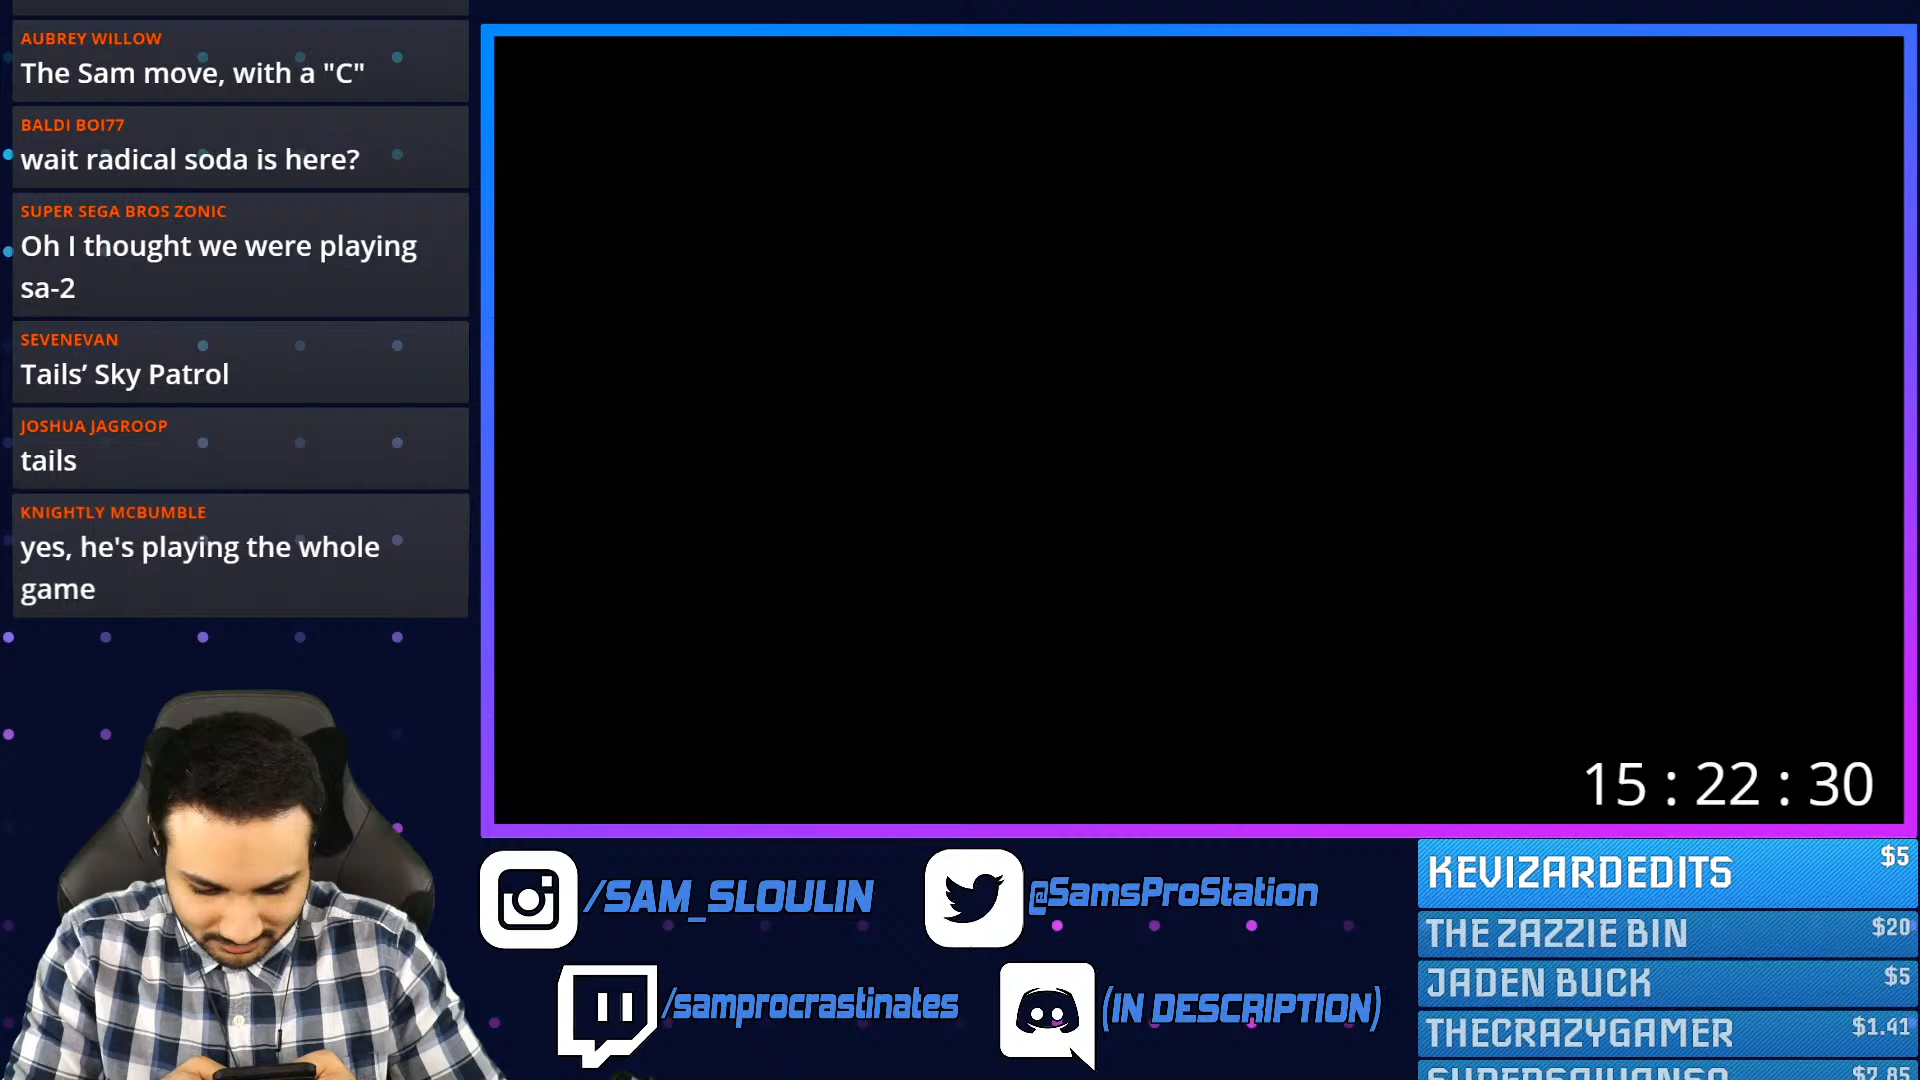 AUBREY WILLOW
The Sam move, with a "C"
BALDI BOI77
wait radical soda is here?
SUPER SEGA BROS ZONIC
Oh I thought we were playing
sa-2
SEVENEVAN
Tails’ Sky Patrol
JOSHUA JAGROOP
tails
KNIGHTLY MCBUMBLE
yes, he's playing the whole
game
15 : 22 : 30
/SAM_SLOULIN
@SamsProStation
/samprocrastinates
(IN DESCRIPTION)
KEVIZARDEDITS $5
THE ZAZZIE BIN $20
JADEN BUCK $5
THECRAZYGAMER $1.41
$7.85